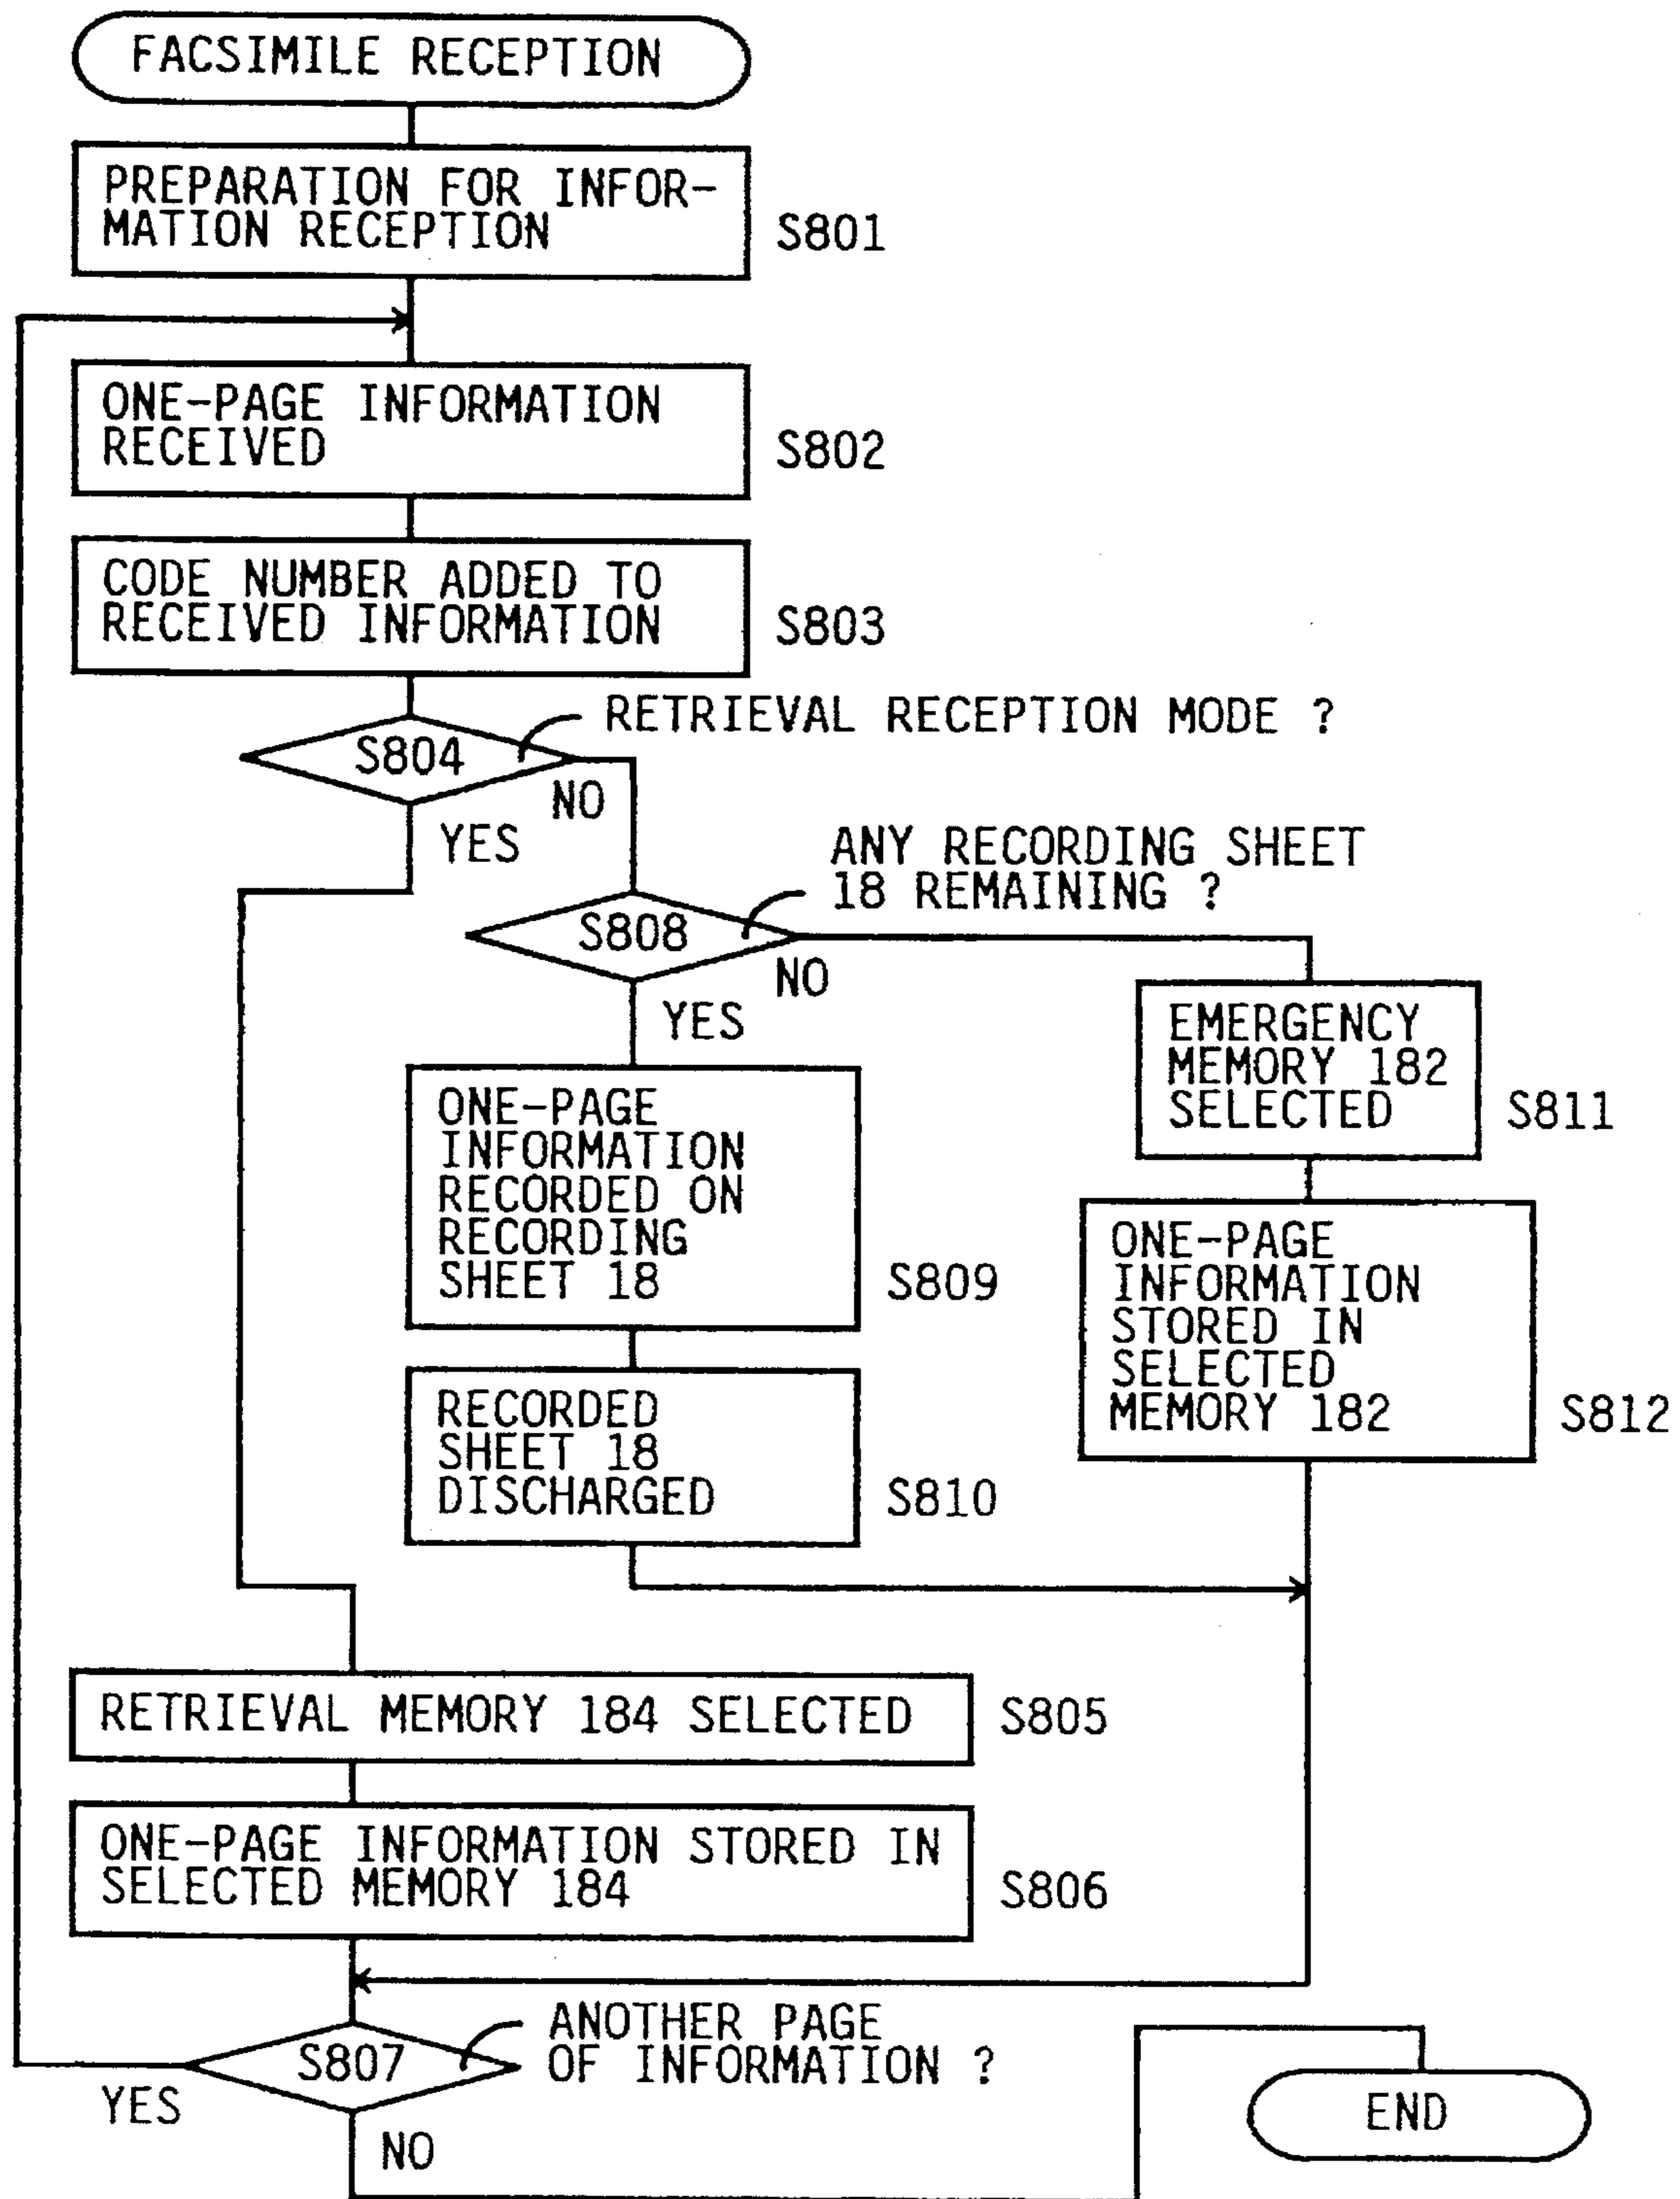 FACSIMILE RECEPTION
PREPARATION FOR INFOR-
MATION RECEPTION
S801
ONE-PAGE INFORMATION
RECEIVED
S802
CODE NUMBER ADDED TO
RECEIVED INFORMATION
S803
RETRIEVAL RECEPTION MODE ?
S804
NO
YES
ANY RECORDING SHEET
18 REMAINING ?
S808
NO
YES
EMERGENCY
MEMORY 182
SELECTED
S811
ONE-PAGE
INFORMATION
RECORDED ON
RECORDING
SHEET 18
S809
ONE-PAGE
INFORMATION
STORED IN
SELECTED
MEMORY 182
S812
RECORDED
SHEET 18
DISCHARGED
S810
RETRIEVAL MEMORY 184 SELECTED
S805
ONE-PAGE INFORMATION STORED IN
SELECTED MEMORY 184
S806
ANOTHER PAGE
OF INFORMATION ?
S807
YES
NO
END